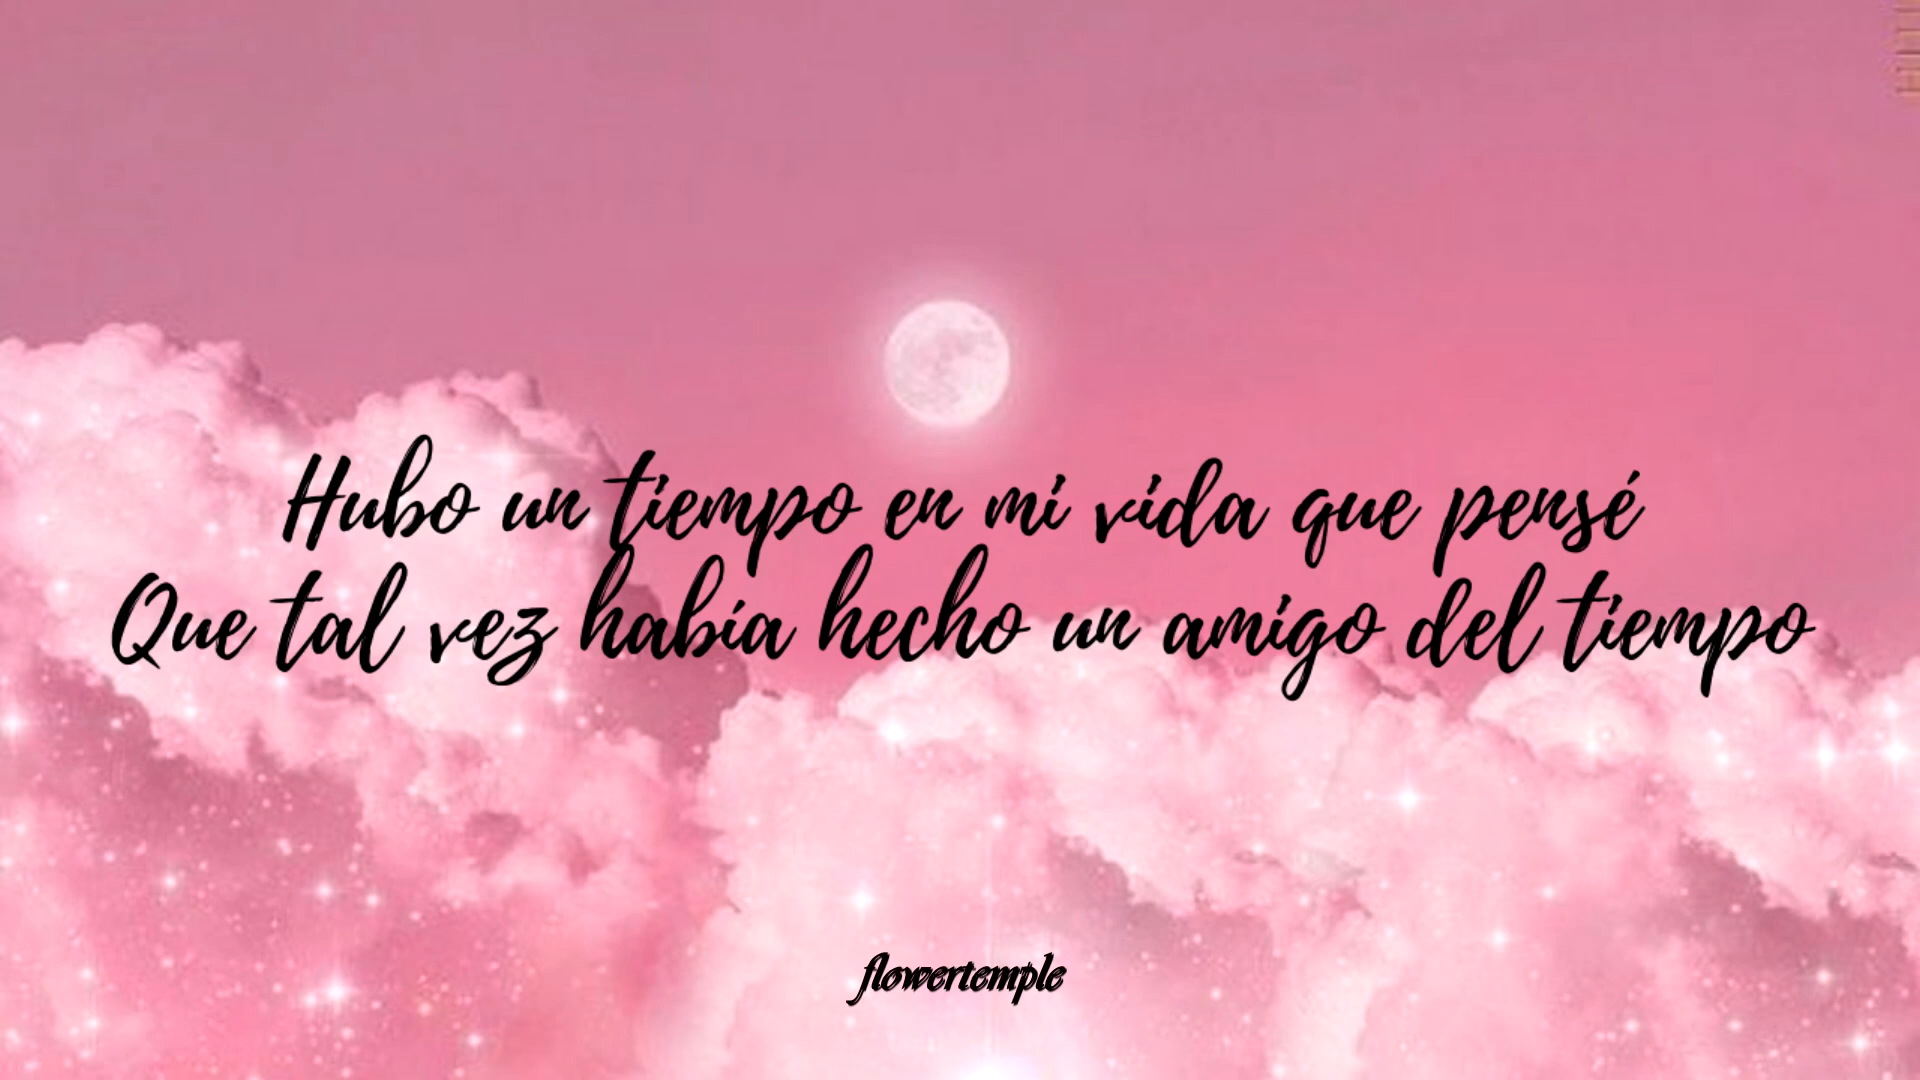 Hubo un tiempo en mi vida que pensé
Que tal vez había hecho un amigo del tiempo
flowertemple